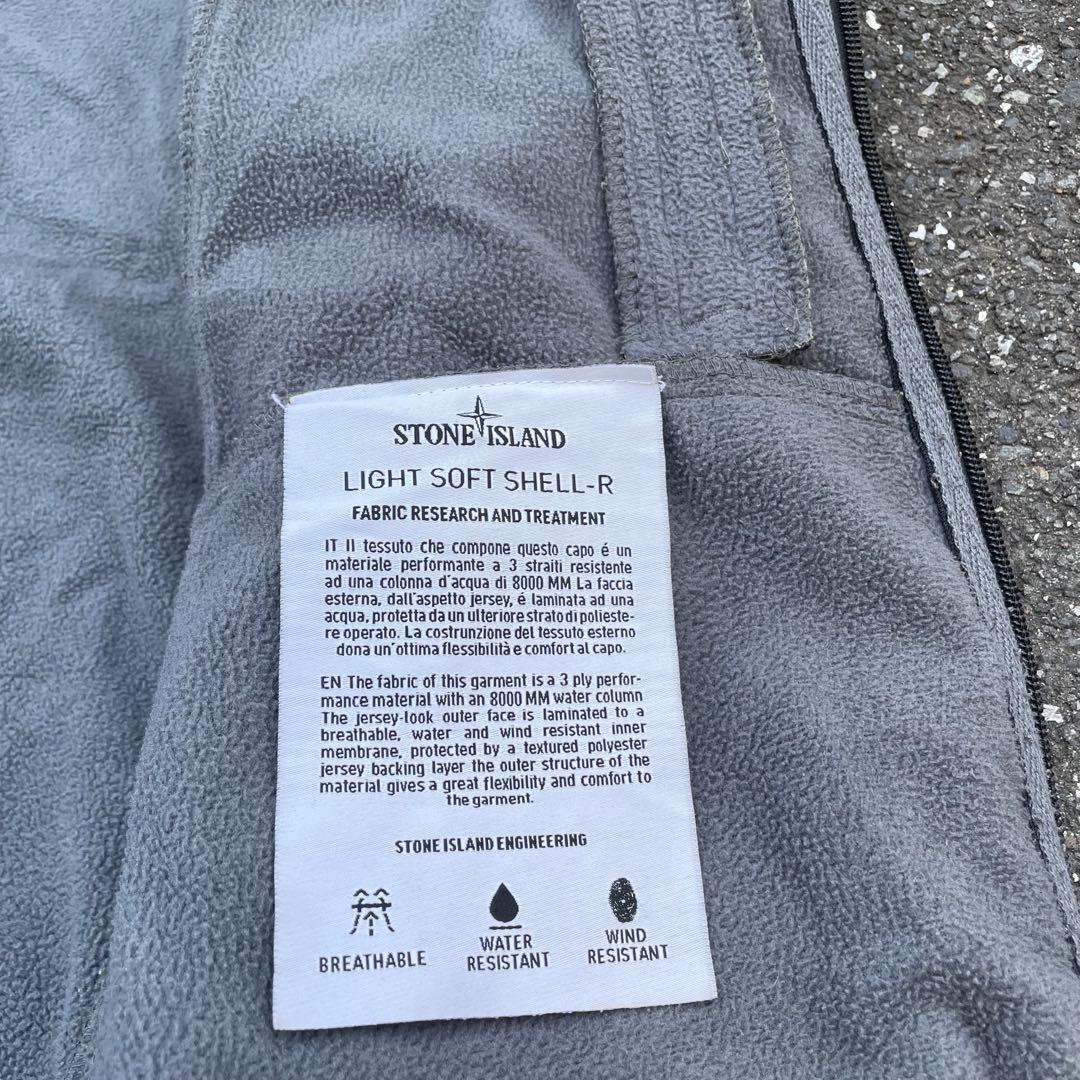 STONE ISLAND
LIGHT SOFT SHELL-R
FABRIC RESEARCH AND TREATMENT
IT Il tessuto che compone questo capo é un
materiale performante a 3 straiti resistente
ad una colonna d'acqua di 8000 MM La faccia
esterna, dall'aspetto jersey, é laminata ad una
acqua, protetta da un ulteriore strato di polieste-
re operato. La costrunzione del tessuto esterno
dona un'ottima flessibilità e comfort al capo.
EN The fabric of this garment is a 3 ply perfor-
mance material with an 8000 MM water column
The jersey-look outer face is laminated to a
breathable, water and wind resistant inner
membrane, protected by a textured polyester
jersey backing layer the outer structure of the
material gives a great flexibility and comfort to
the garment.
STONE ISLAND ENGINEERING
BREATHABLE
WATER
RESISTANT
WIND
RESISTANT